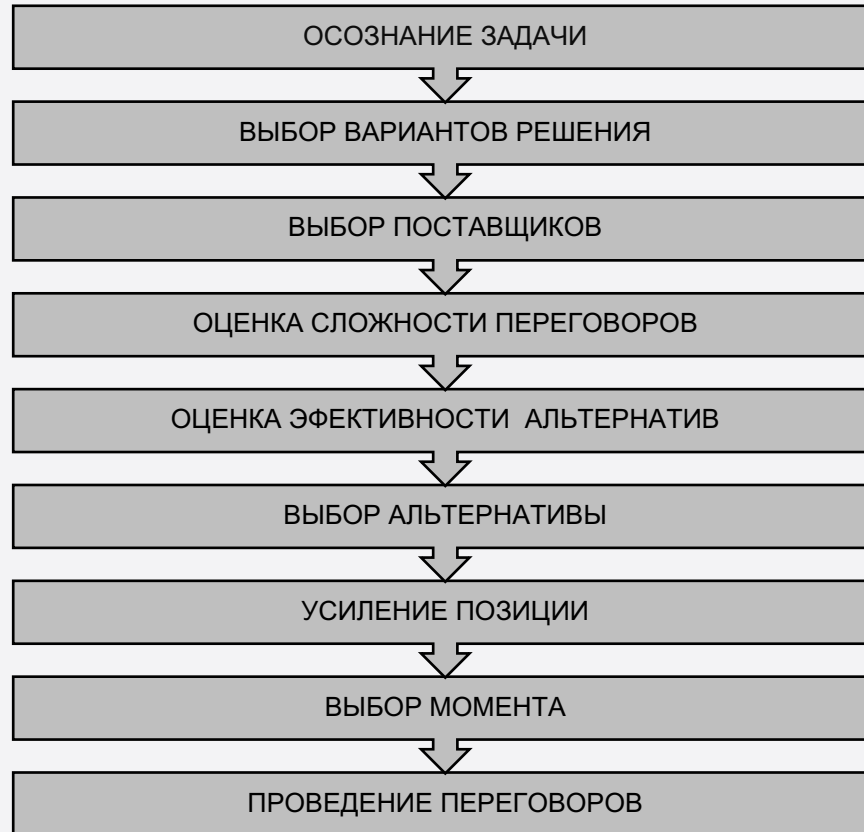 ОСОЗНАНИЕ ЗАДАЧИ
ВЫБОР ВАРИАНТОВ РЕШЕНИЯ
ВЫБОР ПОСТАВЩИКОВ
ОЦЕНКА СЛОЖНОСТИ ПЕРЕГОВОРОВ
ОЦЕНКА ЭФЕКТИВНОСТИ АЛЬТЕРНАТИВ
ВЫБОР АЛЬТЕРНАТИВЫ
УСИЛЕНИЕ ПОЗИЦИИ
ВЫБОР МОМЕНТА
ПРОВЕДЕНИЕ ПЕРЕГОВОРОВ